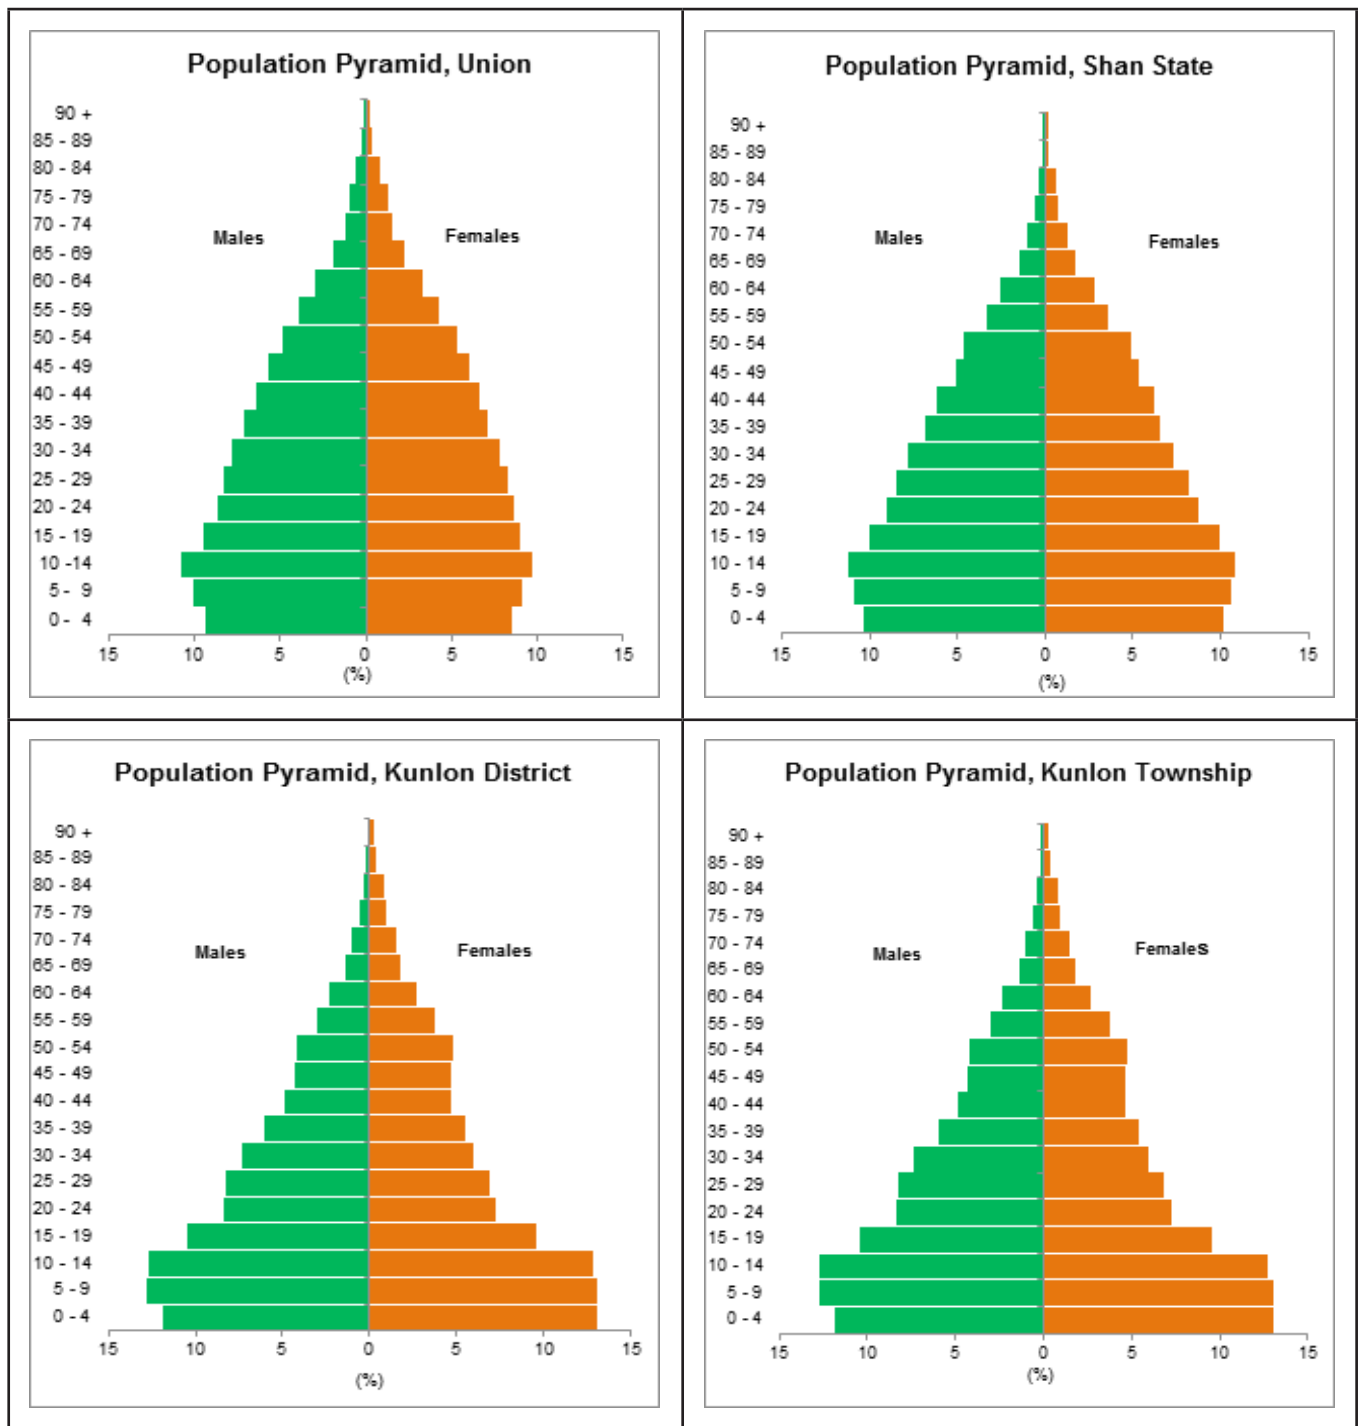 Population Pyramid, Union
90 +
85 - 89
80 - 84
75 - 79
70 - 74
Males
Females
65 - 69
60 - 64
55 - 59
50 - 54
45 - 49
40 - 44
35 - 39
30 - 34
25 - 29
20 - 24
15 - 19
10 -14
5 - 9
0 - 4
15 10 5 0 5 10 15
(%)
Population Pyramid, Shan State
90 +
85 - 89
80 - 84
75 - 79
70 - 74
Males
Females
65 - 69
60 - 64
55 - 59
50 - 54
45 - 49
40 - 44
35 - 39
30 - 34
25 - 29
20 - 24
15 - 19
10 - 14
5 - 9
0 - 4
15 10 5 0 5 10 15
(%)
Population Pyramid, Kunlon District
90 +
85 - 89
80 - 84
75 - 79
70 - 74
Males
Females
65 - 69
60 - 64
55 - 59
50 - 54
45 - 49
40 - 44
35 - 39
30 - 34
25 - 29
20 - 24
15 - 19
10 - 14
5 - 9
0 - 4
15 10 5 0 5 10 15
(%)
Population Pyramid, Kunlon Township
90 +
85 - 89
80 - 84
75 - 79
70 - 74
Males
Females
65 - 69
60 - 64
55 - 59
50 - 54
45 - 49
40 - 44
35 - 39
30 - 34
25 - 29
20 - 24
15 - 19
10 - 14
5 - 9
0 - 4
15 10 5 0 5 10 15
(%)